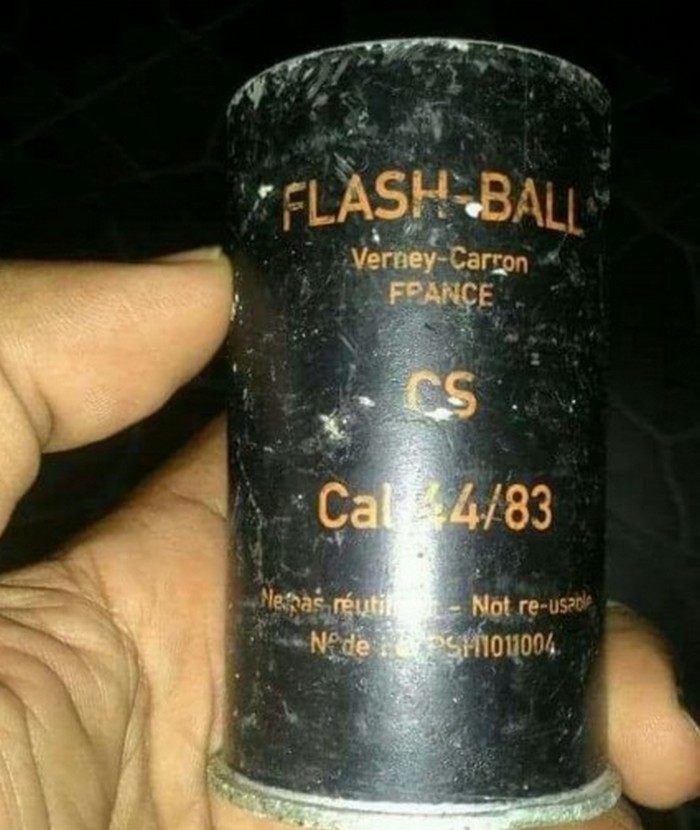 FLASH-BALL
Verney-Carron
FRANCE
CS
Cal 44/83
Ne pas - Not re-usable
N° de PSH1011004